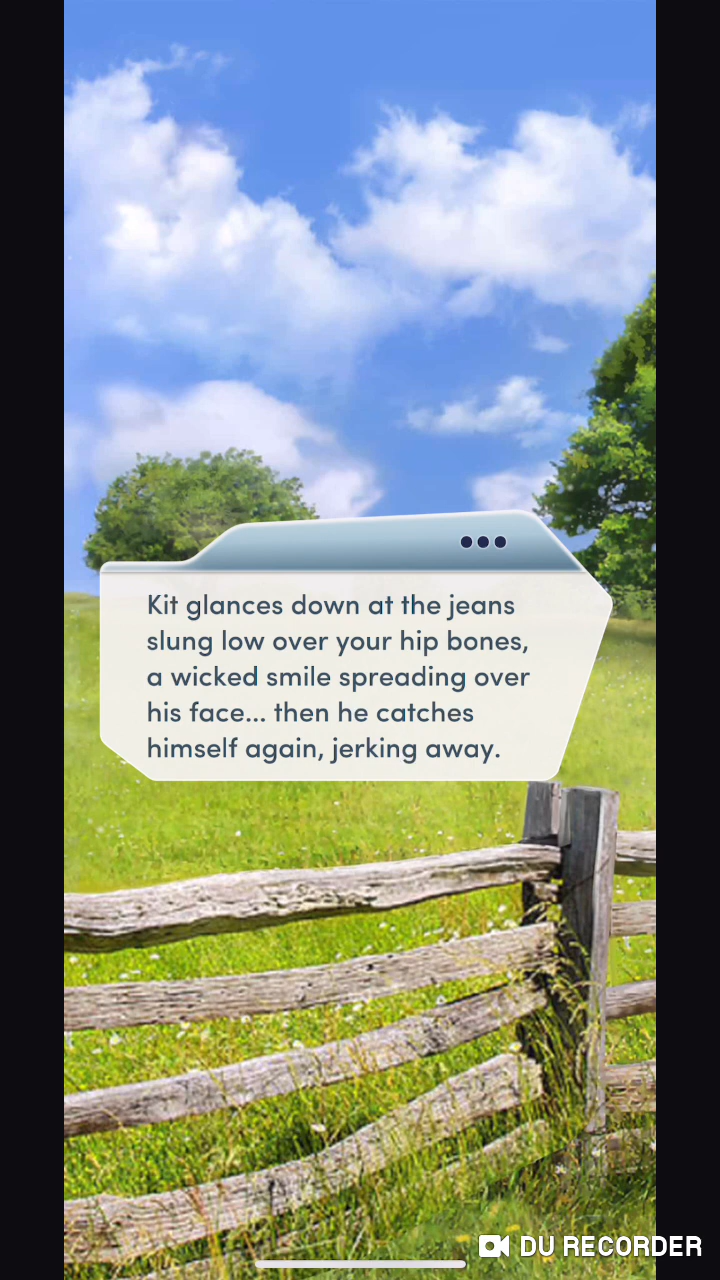 Kit glances down at the jeans
slung low over your hip bones,
a wicked smile spreading over
his face... then he catches
himself again, jerking away.
DU RECORDER